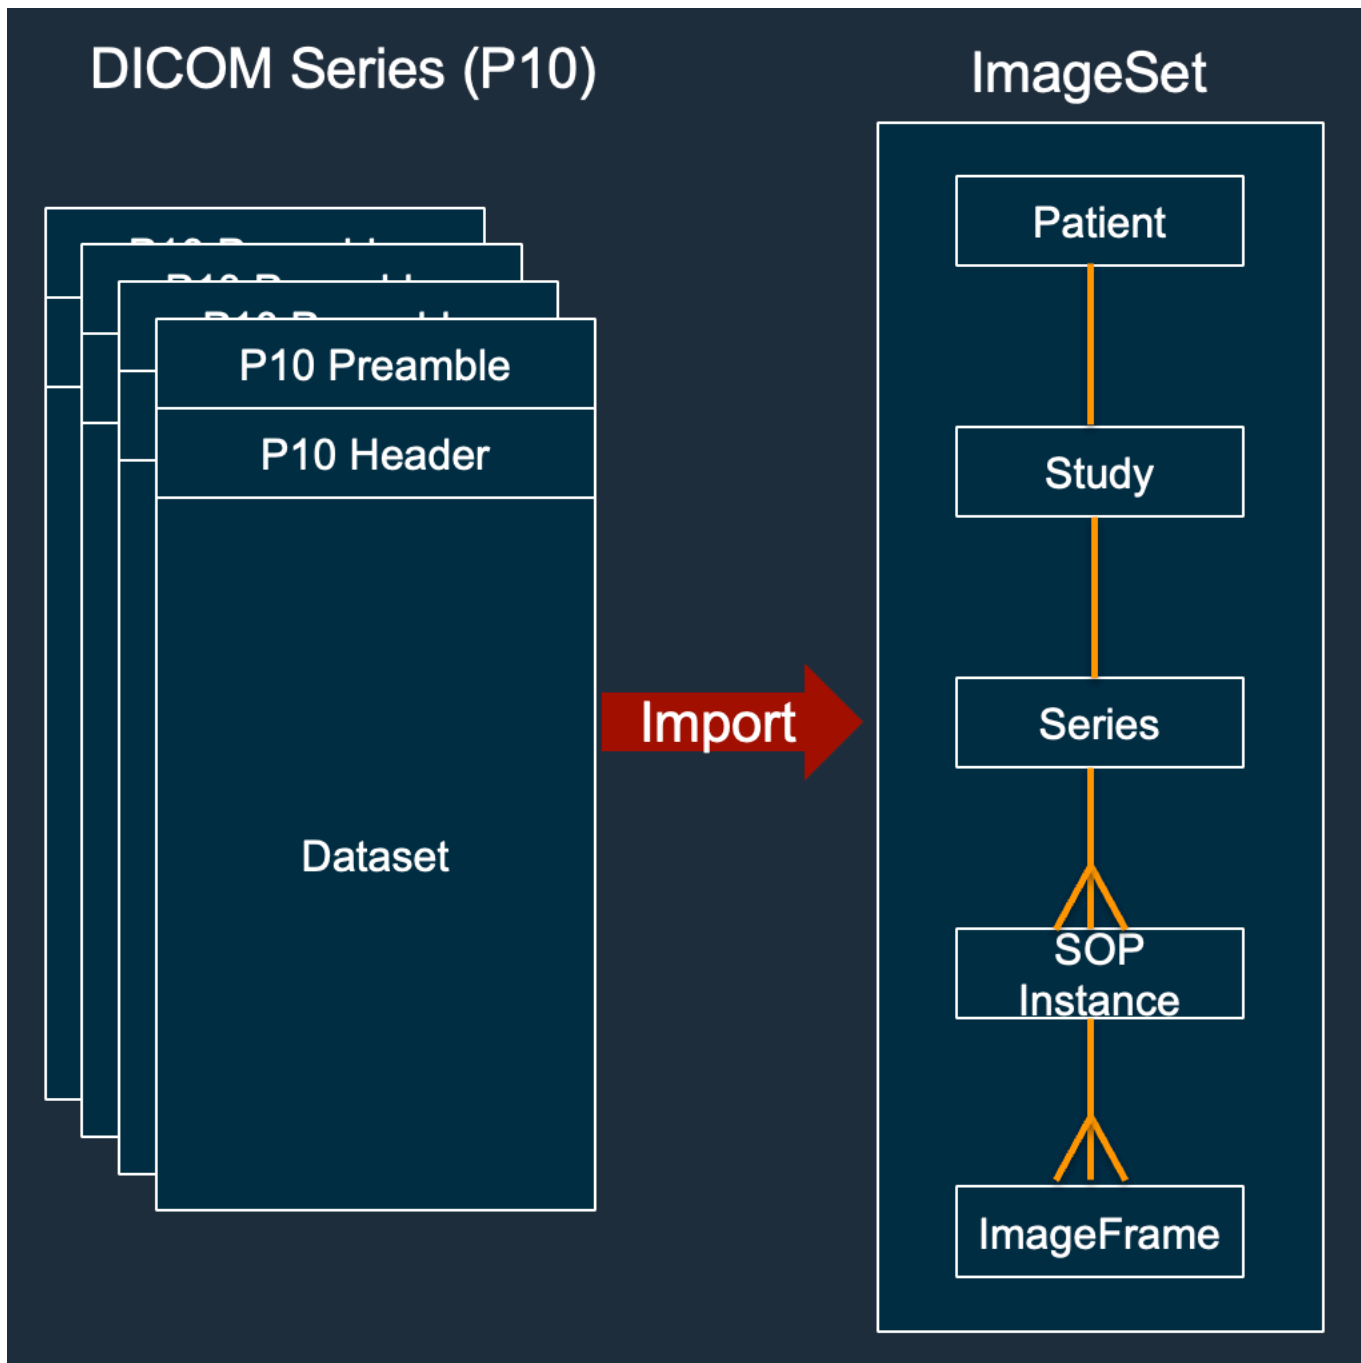 DICOM Series (P10)
ImageSet
P10 Preamble
P10 Header
Dataset
Import
Patient
Study
Series
SOP
Instance
ImageFrame